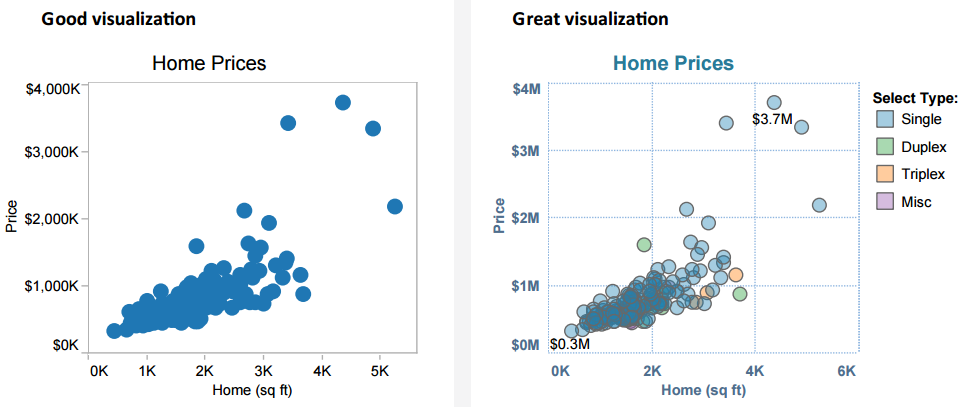 Good visualization
Home Prices
$4,000K
$3,000K
$2,000K
$1,000K
$0K
Price
0K 1K 2K 3K 4K 5K
Home (sq ft)
Great visualization
Home Prices
$4M
$3M
$2M
$1M
$0M
Price
$3.7M
$0.3M
0K 2K 4K 6K
Home (sq ft)
Select Type:
Single
Duplex
Triplex
Misc